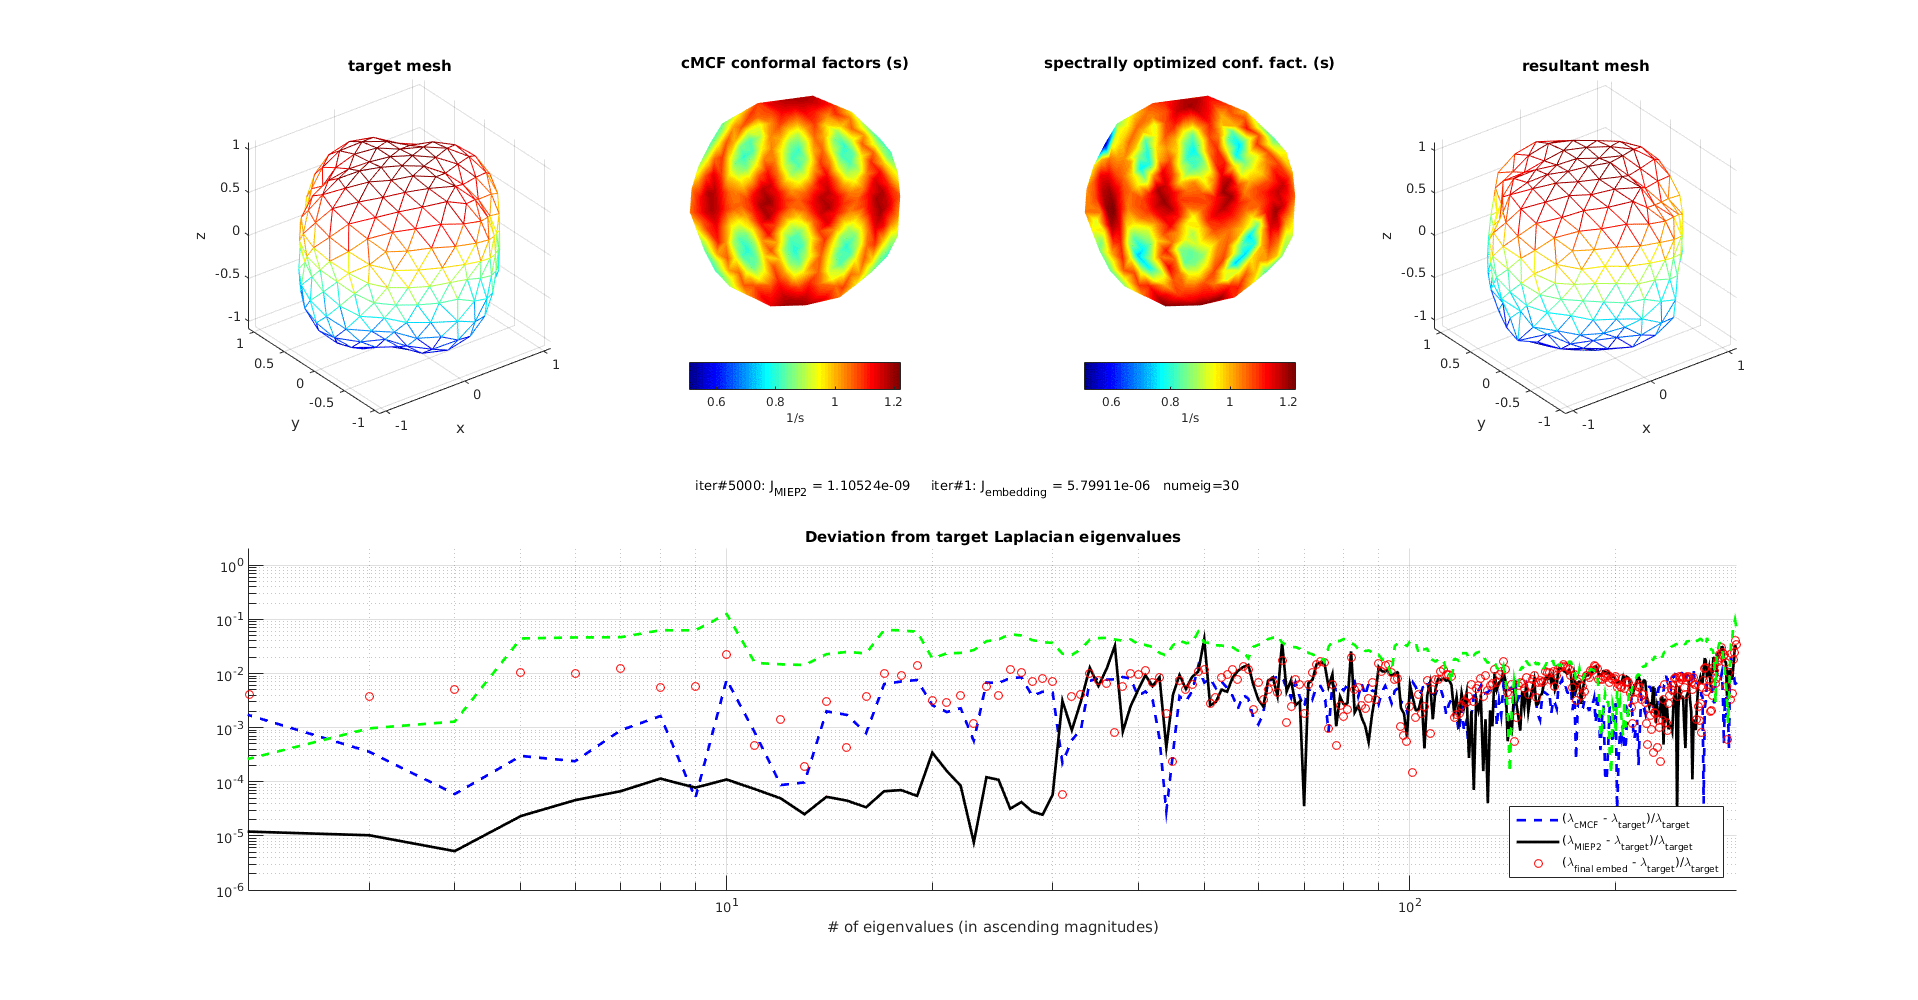 target mesh
cMCF conformal factors (s)
spectrally optimized conf. fact. (s)
resultant mesh
1
0.5
0
-0.5
-1
z
1
0.5
0
-0.5
-1
y
-1
0
1
x
0.6 0.8 1 1.2
1/s
0.6 0.8 1 1.2
1/s
1
0.5
0
-0.5
-1
z
1
0.5
0
-0.5
-1
y
-1
0
1
x
iter#5000: J_MIEP2 = 1.10524e-09 iter#1: J_embedding = 5.79911e-06 numeig=30
Deviation from target Laplacian eigenvalues
10^0
10^-1
10^-2
10^-3
10^-4
10^-5
10^-6
10^1 10^2
# of eigenvalues (in ascending magnitudes)
(λ_cMCF - λ_target)/λ_target
(λ_MIEP2 - λ_target)/λ_target
(λ_final embed - λ_target)/λ_target